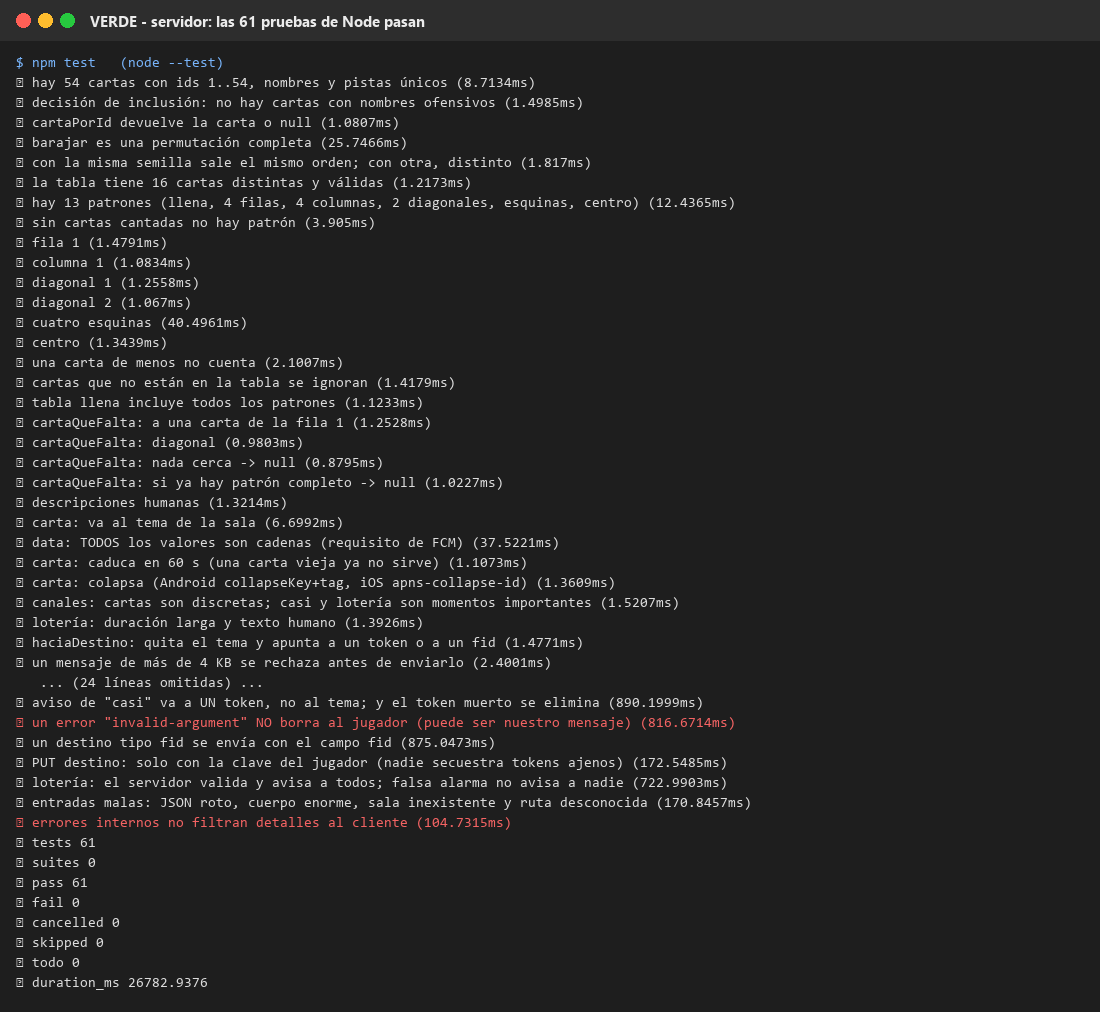 VERDE - servidor: las 61 pruebas de Node pasan
$ npm test   (node --test)
hay 54 cartas con ids 1..54, nombres y pistas únicos (8.7134ms)
decisión de inclusión: no hay cartas con nombres ofensivos (1.4985ms)
cartaPorId devuelve la carta o null (1.0807ms)
barajar es una permutación completa (25.7466ms)
con la misma semilla sale el mismo orden; con otra, distinto (1.817ms)
la tabla tiene 16 cartas distintas y válidas (1.2173ms)
hay 13 patrones (llena, 4 filas, 4 columnas, 2 diagonales, esquinas, centro) (12.4365ms)
sin cartas cantadas no hay patrón (3.905ms)
fila 1 (1.4791ms)
columna 1 (1.0834ms)
diagonal 1 (1.2558ms)
diagonal 2 (1.067ms)
cuatro esquinas (40.4961ms)
centro (1.3439ms)
una carta de menos no cuenta (2.1007ms)
cartas que no están en la tabla se ignoran (1.4179ms)
tabla llena incluye todos los patrones (1.1233ms)
cartaQueFalta: a una carta de la fila 1 (1.2528ms)
cartaQueFalta: diagonal (0.9803ms)
cartaQueFalta: nada cerca -> null (0.8795ms)
cartaQueFalta: si ya hay patrón completo -> null (1.0227ms)
descripciones humanas (1.3214ms)
carta: va al tema de la sala (6.6992ms)
data: TODOS los valores son cadenas (requisito de FCM) (37.5221ms)
carta: caduca en 60 s (una carta vieja ya no sirve) (1.1073ms)
carta: colapsa (Android collapseKey+tag, iOS apns-collapse-id) (1.3609ms)
canales: cartas son discretas; casi y lotería son momentos importantes (1.5207ms)
lotería: duración larga y texto humano (1.3926ms)
haciaDestino: quita el tema y apunta a un token o a un fid (1.4771ms)
un mensaje de más de 4 KB se rechaza antes de enviarlo (2.4001ms)
... (24 líneas omitidas) ...
aviso de "casi" va a UN token, no al tema; y el token muerto se elimina (890.1999ms)
un error "invalid-argument" NO borra al jugador (puede ser nuestro mensaje) (816.6714ms)
un destino tipo fid se envía con el campo fid (875.0473ms)
PUT destino: solo con la clave del jugador (nadie secuestra tokens ajenos) (172.5485ms)
lotería: el servidor valida y avisa a todos; falsa alarma no avisa a nadie (722.9903ms)
entradas malas: JSON roto, cuerpo enorme, sala inexistente y ruta desconocida (170.8457ms)
errores internos no filtran detalles al cliente (104.7315ms)
tests 61
suites 0
pass 61
fail 0
cancelled 0
skipped 0
todo 0
duration_ms 26782.9376